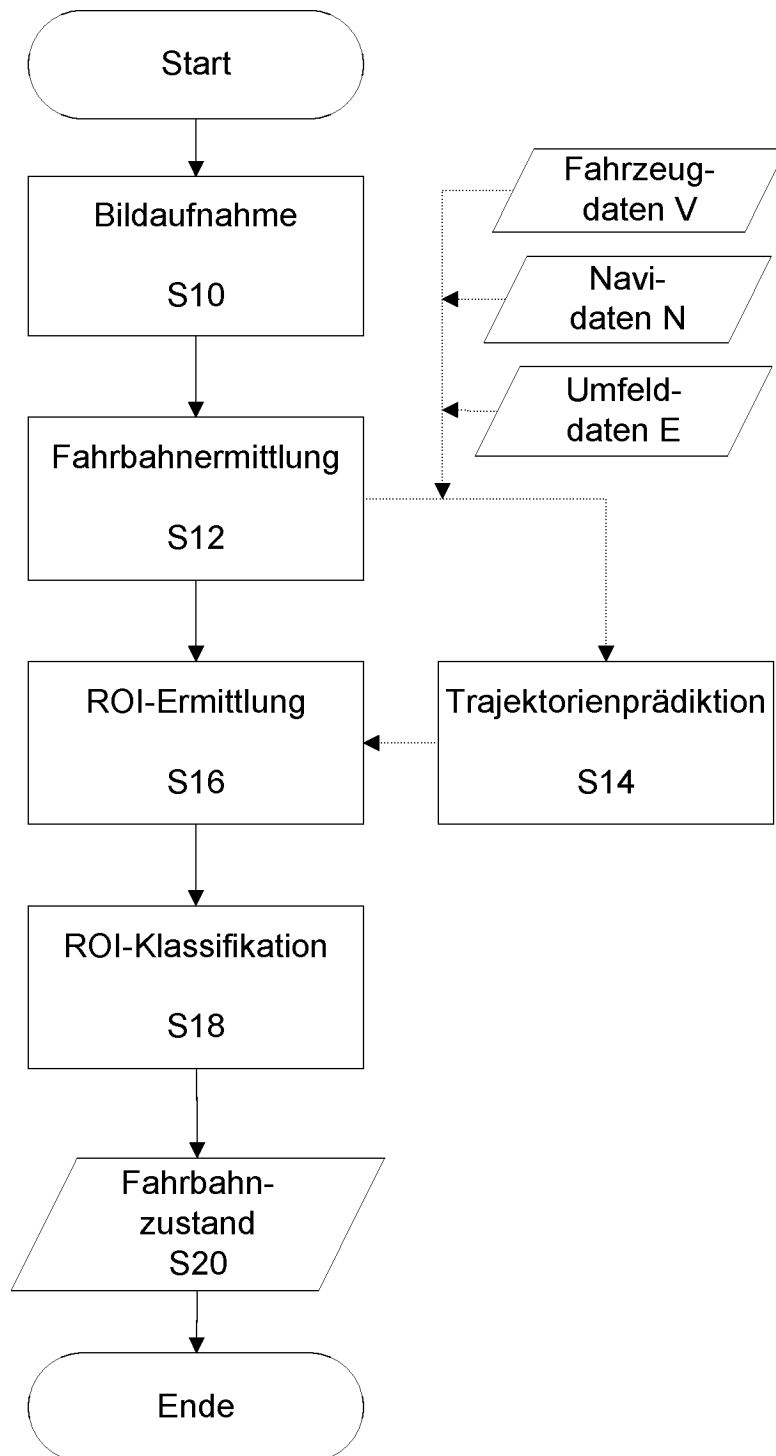 Start
Bildaufnahme
S10
Fahrzeug-
daten V
Navi-
daten N
Umfeld-
daten E
Fahrbahnermittlung
S12
ROI-Ermittlung
S16
Trajektorienprädiktion
S14
ROI-Klassifikation
S18
Fahrbahn-
zustand
S20
Ende